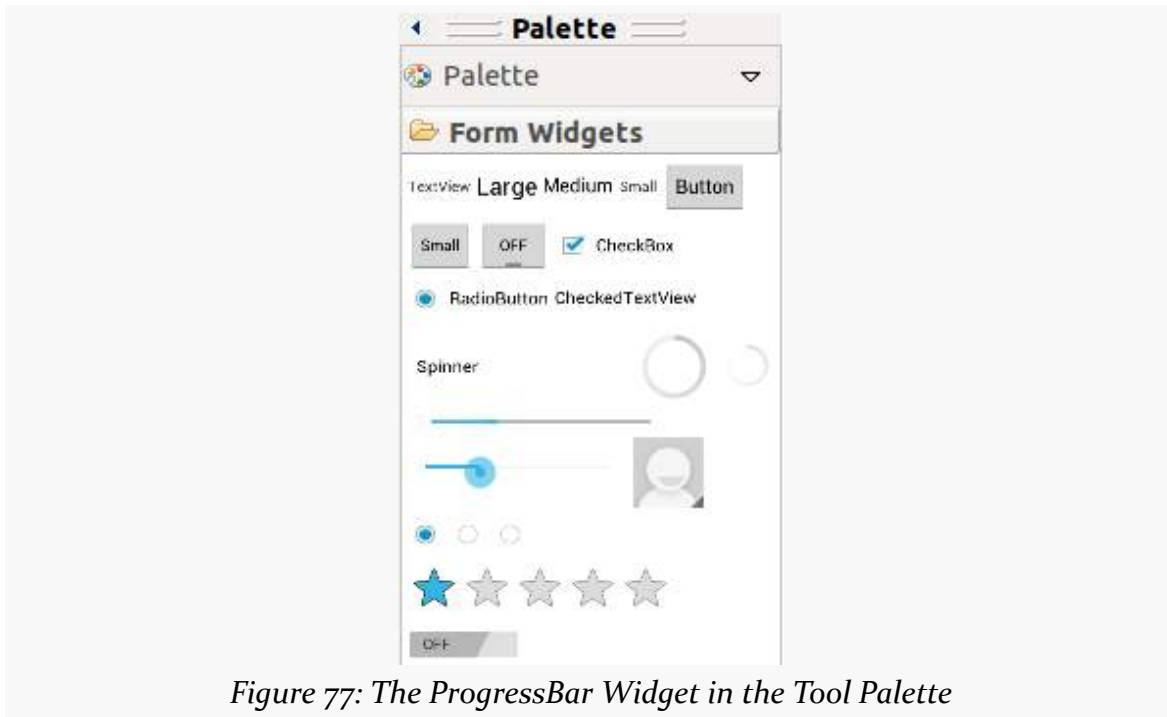 Palette
Palette
Form Widgets
TextView Large Medium Small Button
Small OFF CheckBox
RadioButton CheckedTextView
Spinner
OFF
Figure 77: The ProgressBar Widget in the Tool Palette